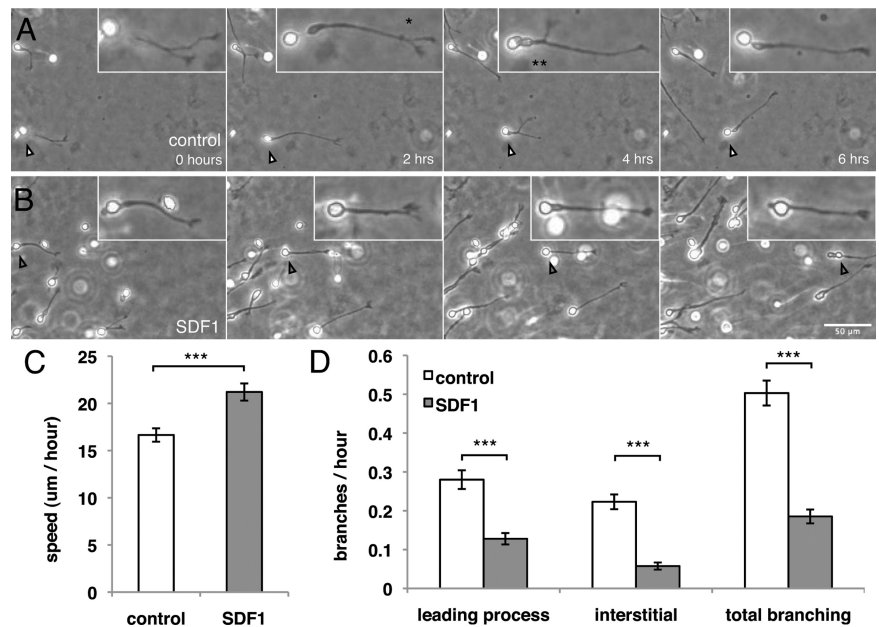 A
*
**
control
0 hours
2 hrs
4 hrs
6 hrs
B
SDF1
50 µm
C
speed (um / hour)
25
20
15
10
5
0
***
control
SDF1
D
branches / hour
0.6
0.5
0.4
0.3
0.2
0.1
0
control
SDF1
***
***
***
leading process
interstitial
total branching